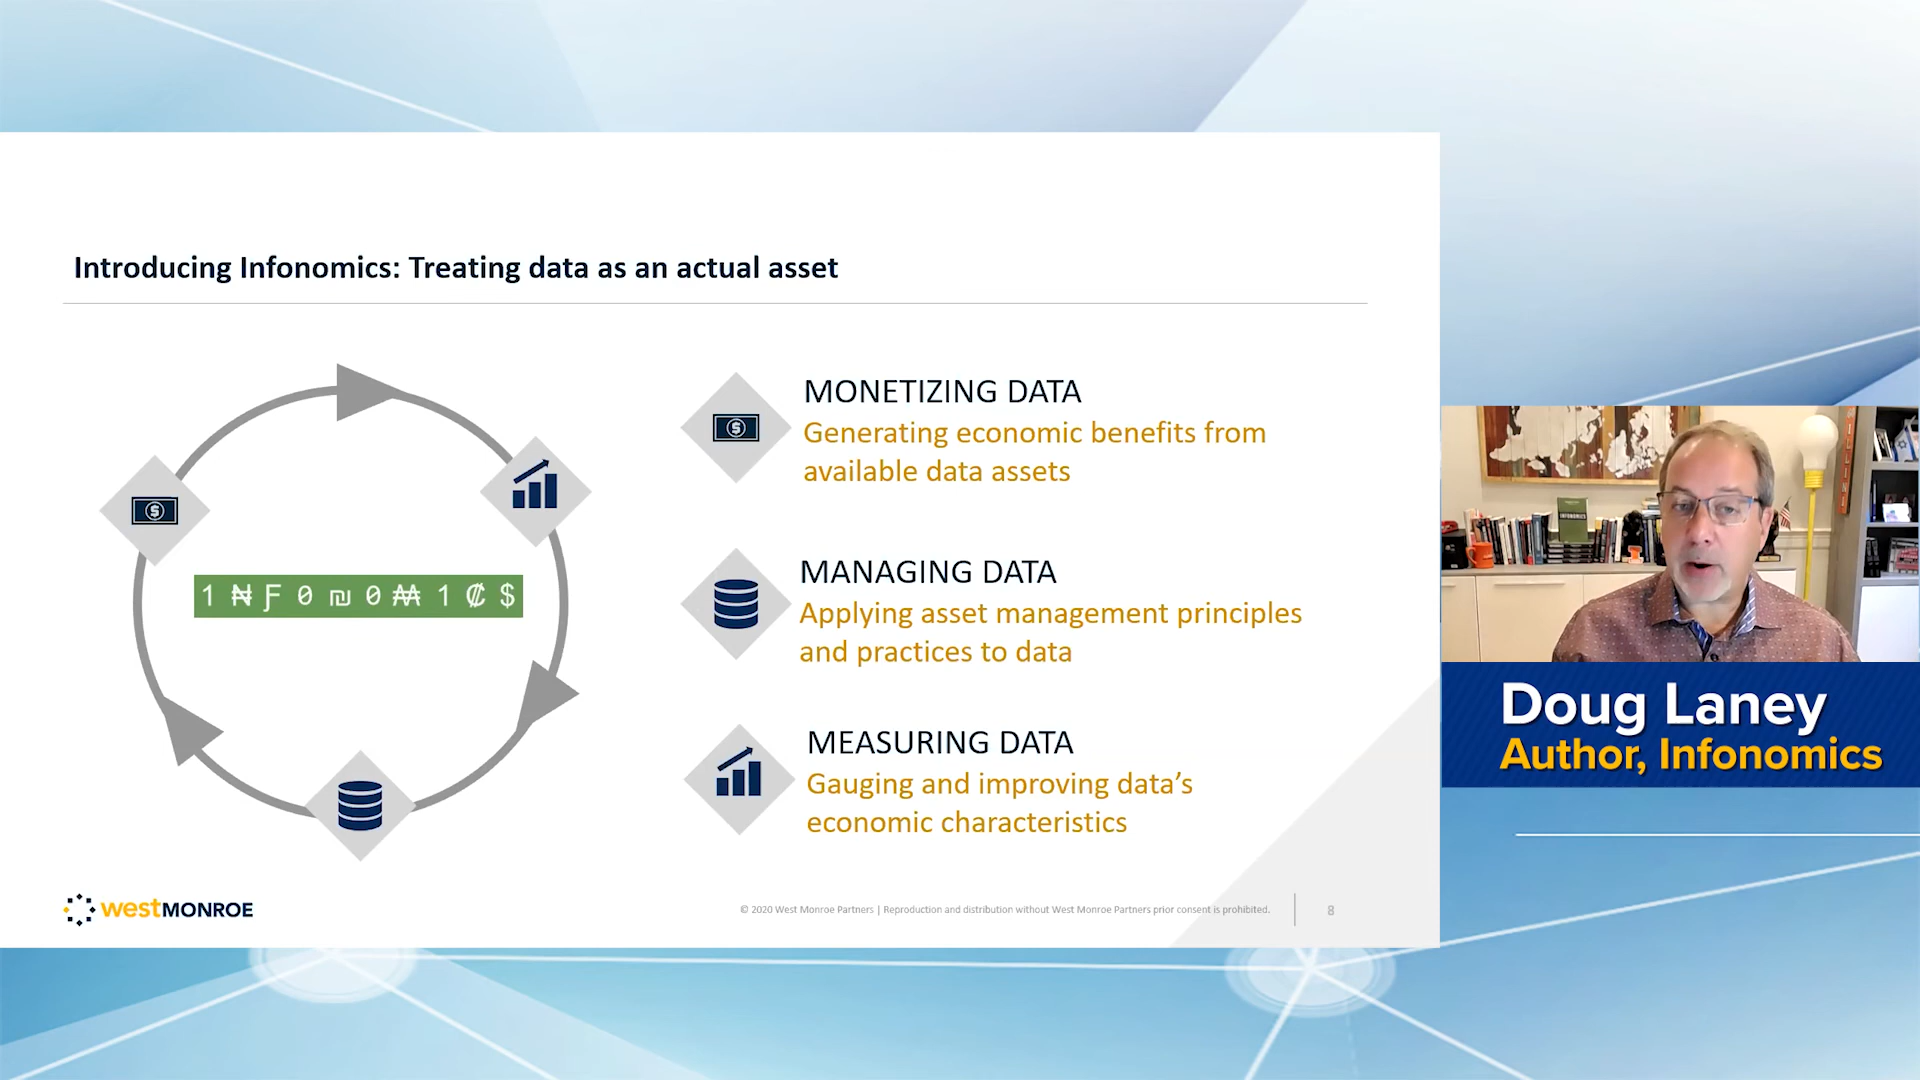 Introducing Infonomics: Treating data as an actual asset
1 ₦ Ƒ 0 ₪ 0 ₳₳ 1 ₡ $
MONETIZING DATA
Generating economic benefits from
available data assets
MANAGING DATA
Applying asset management principles
and practices to data
MEASURING DATA
Gauging and improving data’s
economic characteristics
westMONROE
© 2020 West Monroe Partners | Reproduction and distribution without West Monroe Partners prior consent is prohibited.
8
INFONOMICS
Doug Laney
Author, Infonomics